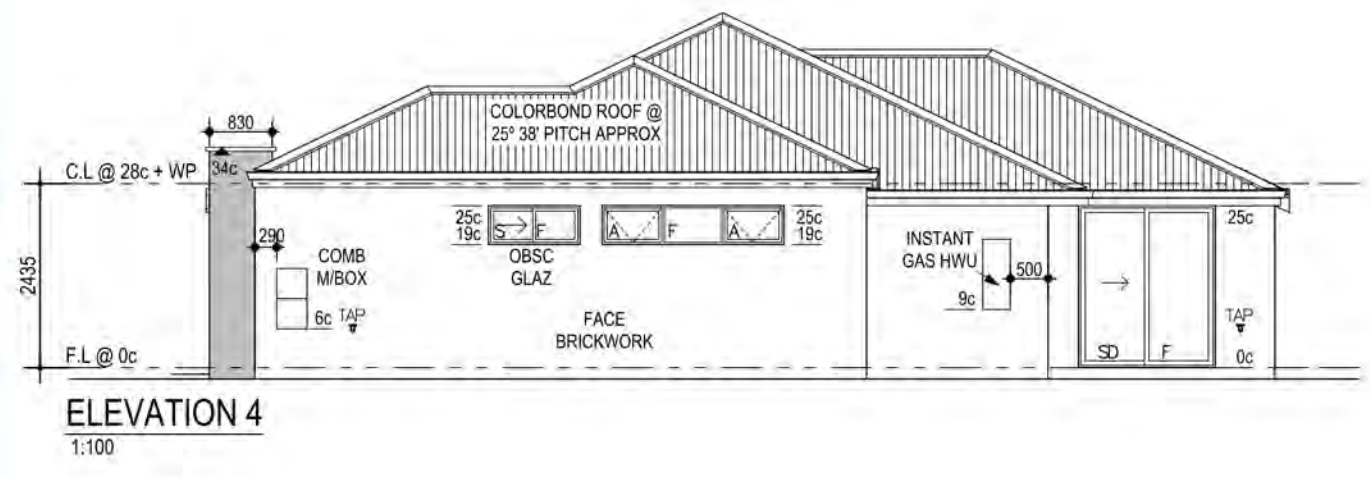 COLORBOND ROOF @
25° 38' PITCH APPROX
830
34c
C.L @ 28c + WP
2435
290
COMB
M/BOX
6c TAP
25c
19c
S F
OBSC
GLAZ
A F A
25c
19c
FACE
BRICKWORK
INSTANT
GAS HWU
500
9c
SD F
25c
TAP
0c
F.L @ 0c
ELEVATION 4
1:100